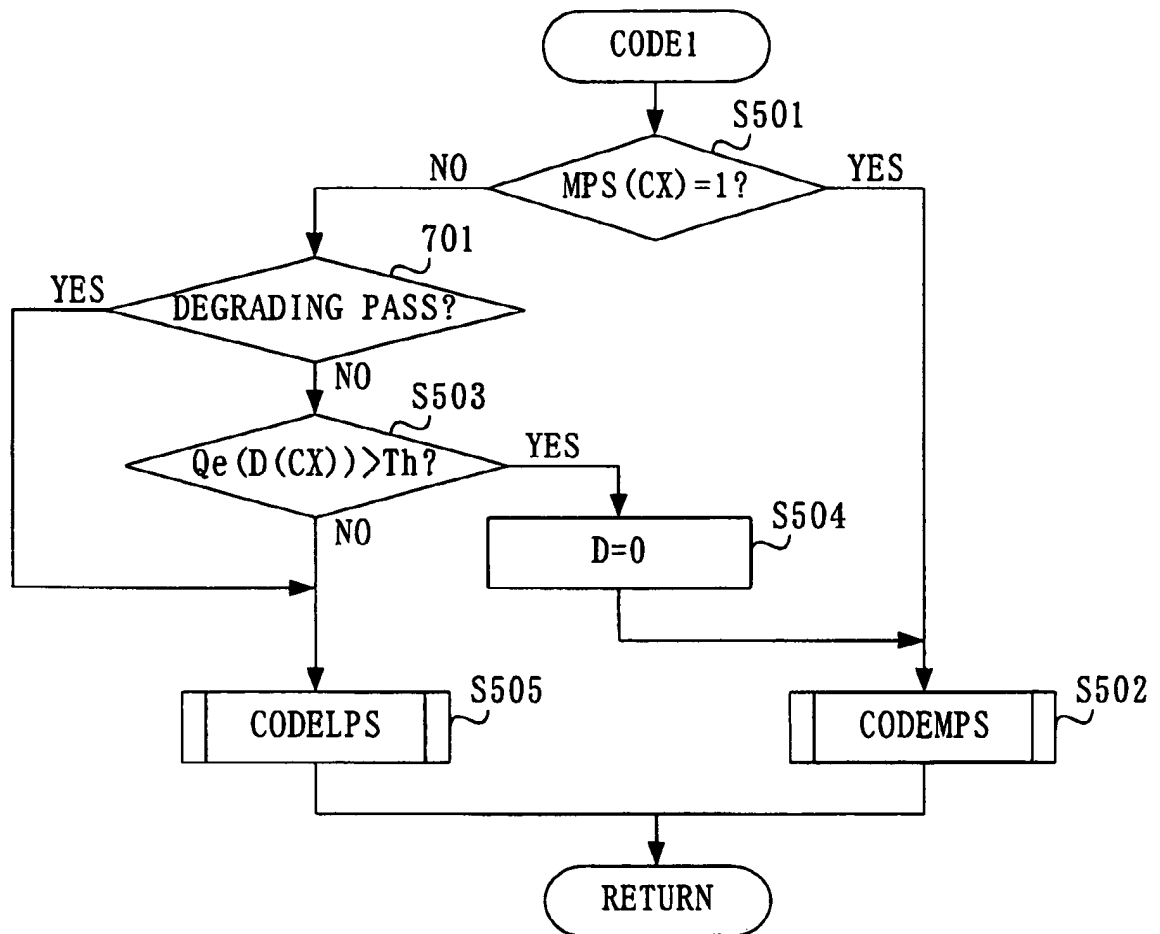 CODE1
S501
NO
MPS(CX)=1?
YES
701
YES
DEGRADING PASS?
NO
S503
Qe(D(CX))>Th?
YES
NO
S504
D=0
S505
CODELPS
S502
CODEMPS
RETURN